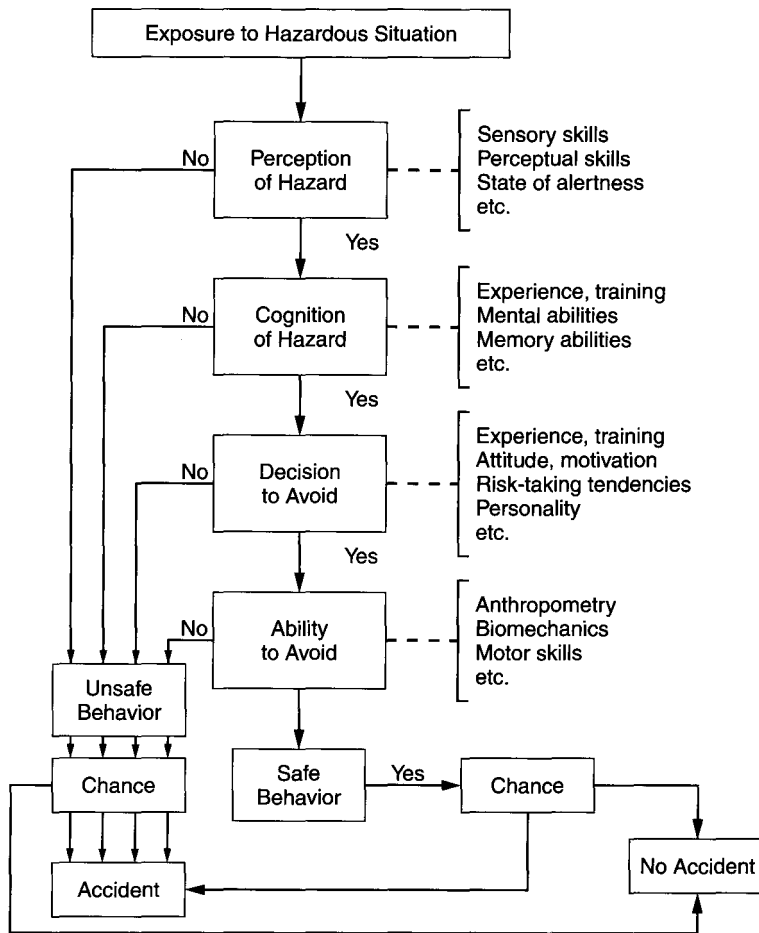 Exposure to Hazardous Situation
No
Perception
of Hazard
Sensory skills
Perceptual skills
State of alertness
etc.
Yes
No
Cognition
of Hazard
Experience, training
Mental abilities
Memory abilities
etc.
Yes
No
Decision
to Avoid
Experience, training
Attitude, motivation
Risk-taking tendencies
Personality
etc.
Yes
No
Ability
to Avoid
Anthropometry
Biomechanics
Motor skills
etc.
Unsafe
Behavior
Chance
Safe
Behavior
Yes
Chance
Accident
No Accident